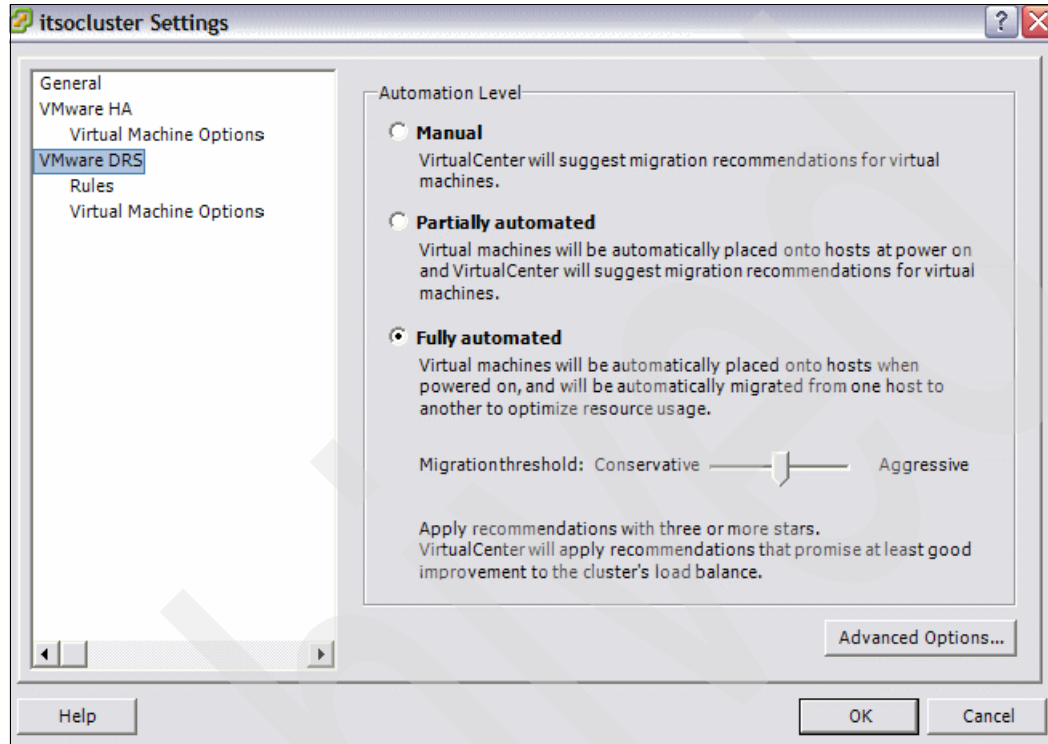 itsocluster Settings
?
X
General
VMware HA
Virtual Machine Options
VMware DRS
Rules
Virtual Machine Options
Automation Level
Manual
VirtualCenter will suggest migration recommendations for virtual
machines.
Partially automated
Virtual machines will be automatically placed onto hosts at power on
and VirtualCenter will suggest migration recommendations for virtual
machines.
Fully automated
Virtual machines will be automatically placed onto hosts when
powered on, and will be automatically migrated from one host to
another to optimize resource usage.
Migration threshold: Conservative Aggressive
Apply recommendations with three or more stars.
VirtualCenter will apply recommendations that promise at least good
improvement to the cluster's load balance.
Advanced Options...
Help
OK
Cancel